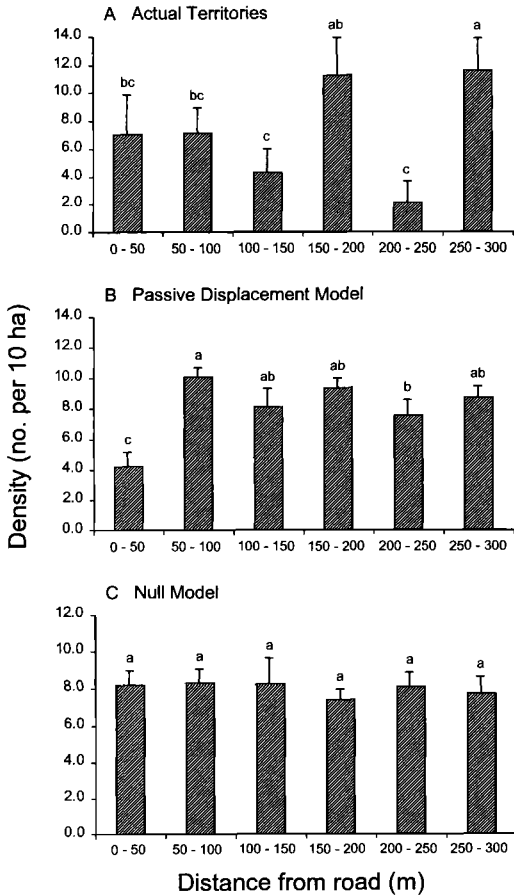 A Actual Territories
14.0
12.0
10.0
8.0
6.0
4.0
2.0
0.0
bc
bc
c
ab
c
a
0 - 50
50 - 100
100 - 150
150 - 200
200 - 250
250 - 300
B Passive Displacement Model
14.0
12.0
10.0
8.0
6.0
4.0
2.0
0.0
c
a
ab
ab
b
ab
0 - 50
50 - 100
100 - 150
150 - 200
200 - 250
250 - 300
Density (no. per 10 ha)
C Null Model
12.0
10.0
8.0
6.0
4.0
2.0
0.0
a
a
a
a
a
a
0 - 50
50 - 100
100 - 150
150 - 200
200 - 250
250 - 300
Distance from road (m)